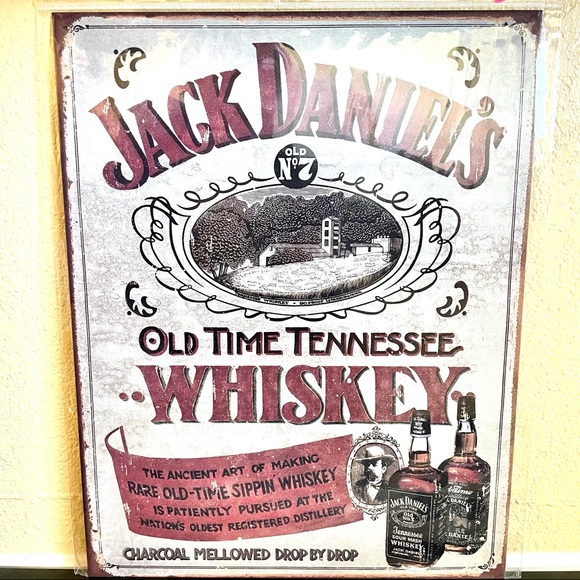 JACK DANIEL'S
OLD
Nº7
OLD TIME TENNESSEE
WHISKEY
THE ANCIENT ART OF MAKING
RARE OLD-TIME SIPPIN WHISKEY
IS PATIENTLY PURSUED AT THE
NATION'S OLDEST REGISTERED DISTILLERY
CHARCOAL MELLOWED DROP BY DROP
JACK DANIEL'S
OLD
Tennessee
SOUR MASH
WHISKEY